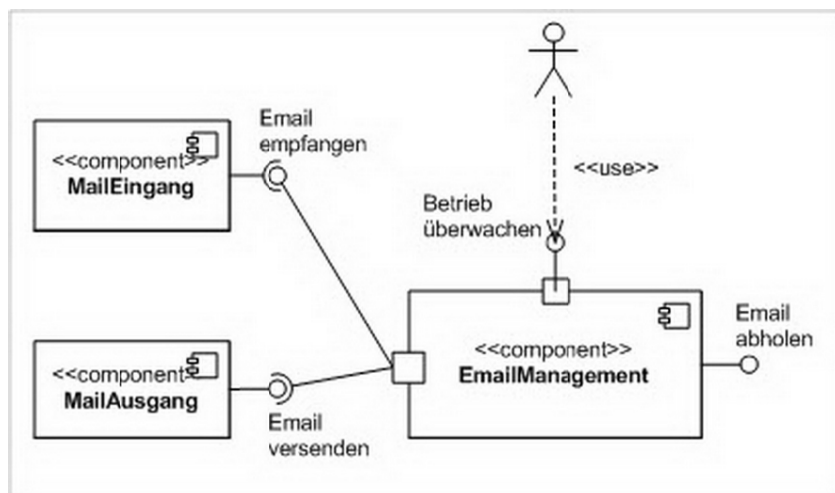 Email
empfangen
<<component>>
MailEingang
<<use>>
Betrieb
überwachen
Email
abholen
<<component>>
EmailManagement
<<component>>
MailAusgang
Email
versenden